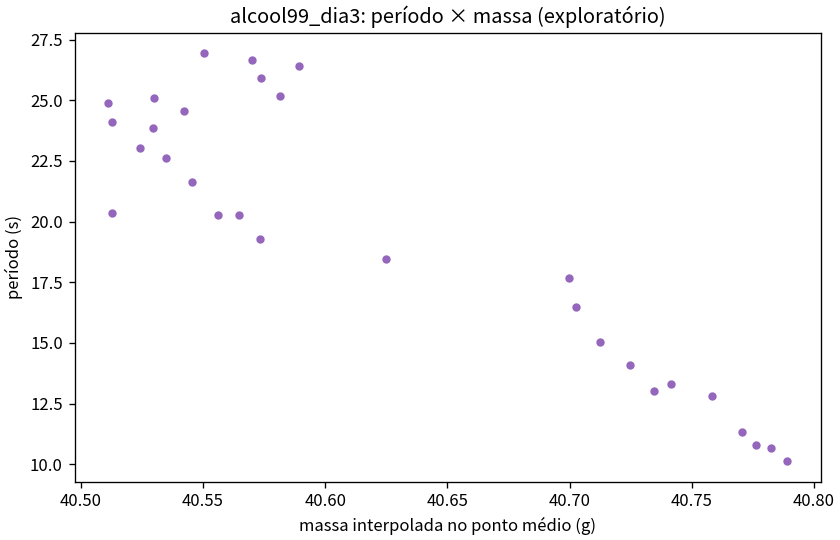 alcool99_dia3: período × massa (exploratório)
27.5
25.0
22.5
20.0
17.5
15.0
12.5
10.0
período (s)
40.50 40.55 40.60 40.65 40.70 40.75 40.80
massa interpolada no ponto médio (g)